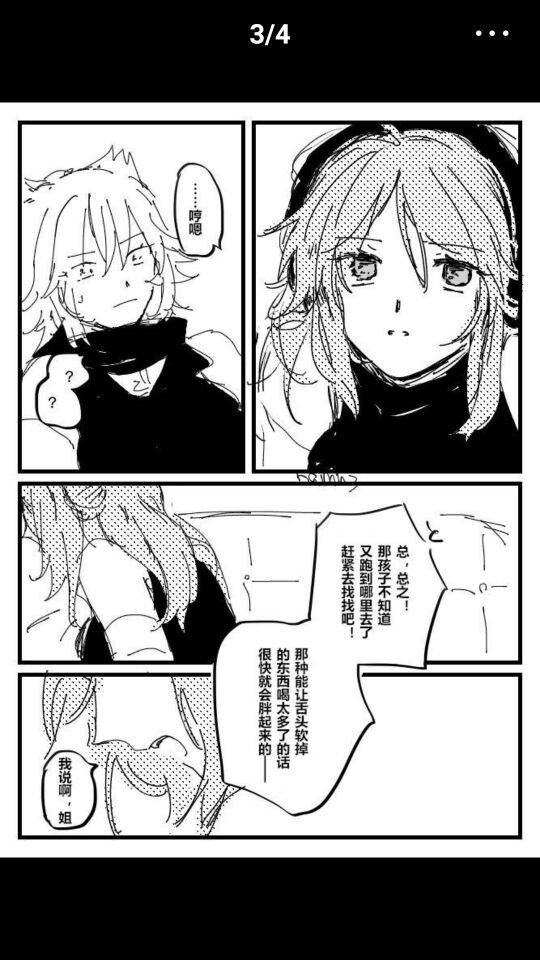 3/4
……
哼嗯
？
？
と
总，总之！
那孩子不知道
又跑到哪里去了
赶紧去找找吧！
那种能让舌头软掉
的东西喝太多了的话
很快就会胖起来的——
我说啊，姐